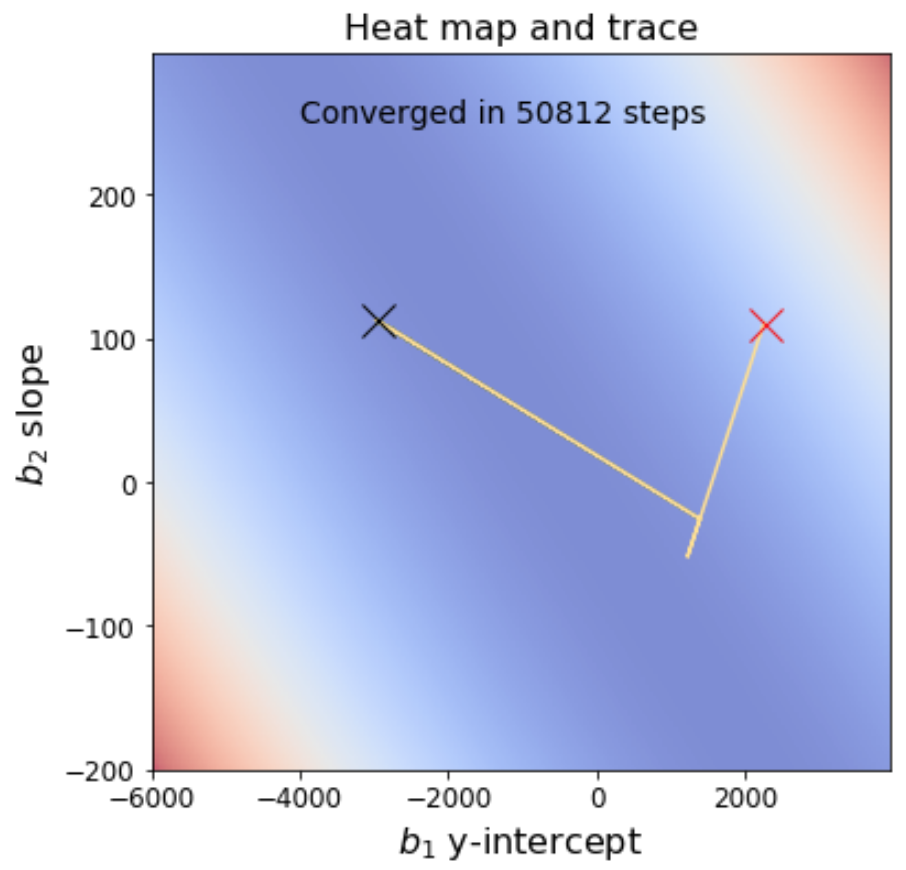 Heat map and trace
Converged in 50812 steps
200
100
0
−100
−200
b₂ slope
−6000 −4000 −2000 0 2000
b₁ y-intercept